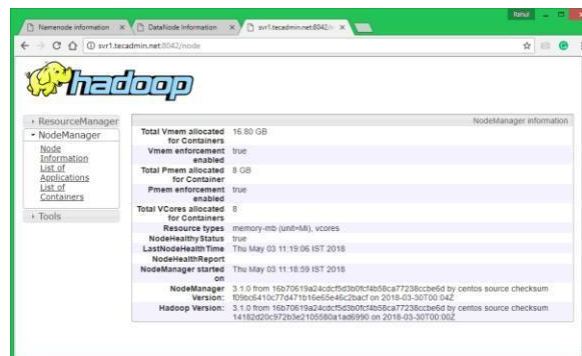 Rahul
Namenode information
DataNode Information
svr1.tecadmin.net:8042/n
svr1.tecadmin.net:8042/node
hadoop
ResourceManager
NodeManager
Node
Information
List of
Applications
List of
Containers
Tools
NodeManager information
Total Vmem allocated for Containers 16.80 GB
Vmem enforcement enabled true
Total Pmem allocated for Container 8 GB
Pmem enforcement enabled true
Total VCores allocated for Containers 8
Resource types memory-mb (unit=Mi), vcores
NodeHealthyStatus true
LastNodeHealthTime Thu May 03 11:19:06 IST 2018
NodeHealthReport
NodeManager started on Thu May 03 11:18:59 IST 2018
NodeManager Version: 3.1.0 from 16b70619a24cdcf5d3b0fcf4b58ca77238ccbe6d by centos source checksum
f09bc6410c77d471b16e65e46c2bacf on 2018-03-30T00:04Z
Hadoop Version: 3.1.0 from 16b70619a24cdcf5d3b0fcf4b58ca77238ccbe6d by centos source checksum
14182d20c972b3e2105580a1ad6990 on 2018-03-30T00:00Z